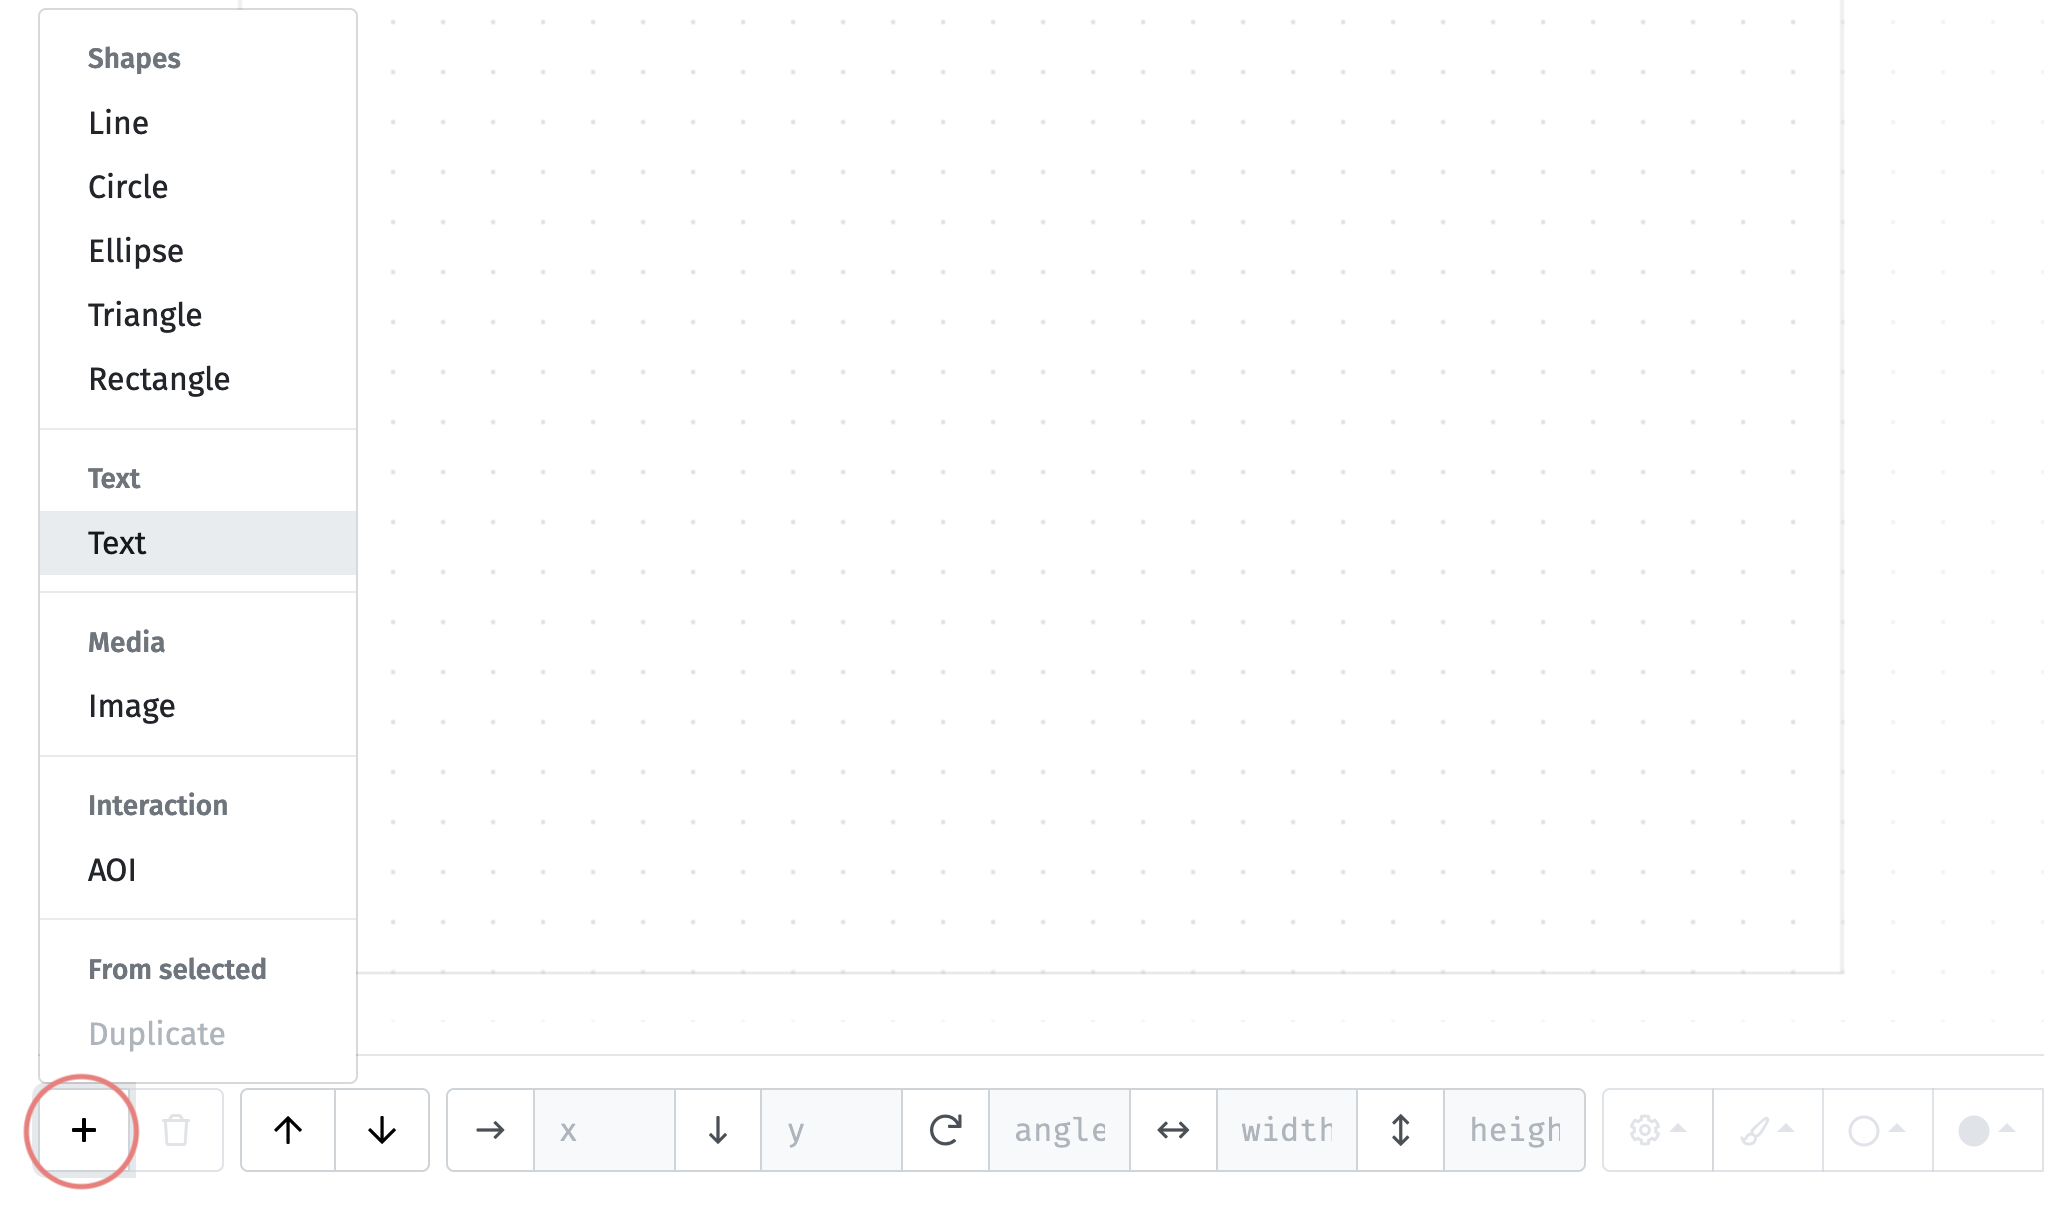 Shapes
Line
Circle
Ellipse
Triangle
Rectangle
Text
Text
Media
Image
Interaction
AOI
From selected
Duplicate
x y angle width heigh